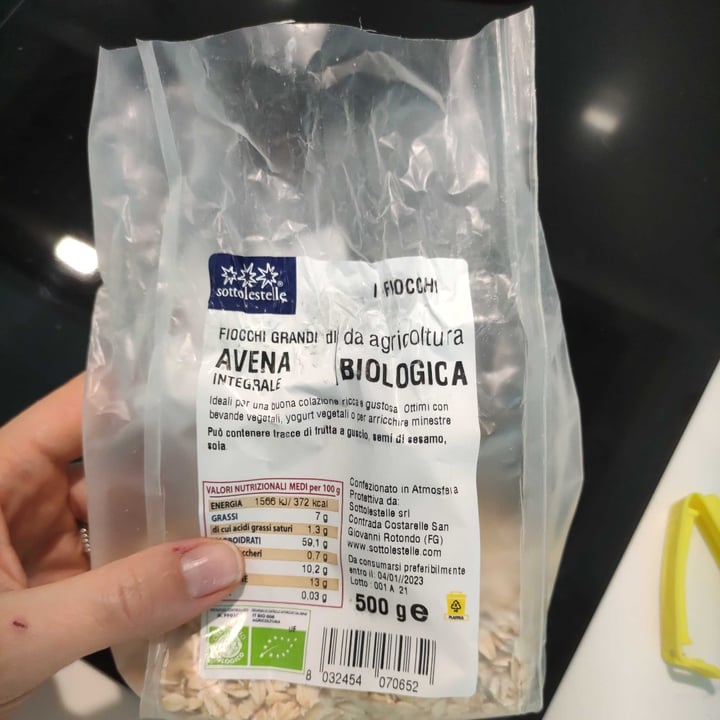 sottolestelle
I FIOCCHI
FIOCCHI GRANDI di da agricoltura
AVENA BIOLOGICA
INTEGRALE
Ideali per una buona colazione ricca e gustosa. Ottimi con
bevande vegetali, yogurt vegetali o per arricchire minestre
Può contenere tracce di frutta a guscio, semi di sesamo,
soia.
VALORI NUTRIZIONALI MEDI per 100 g
ENERGIA 1566 kJ/ 372 kcal
GRASSI 7 g
di cui acidi grassi saturi 1,3 g
59,1 g
0,7 g
10,2 g
13 g
0,03 g
Confezionato in Atmosfera
Protettiva da:
Sottolestelle srl
Contrada Costarelle San
Giovanni Rotondo (FG)
www.sottolestelle.com
Da consumarsi preferibilmente
entro il: 04/01//2023
Lotto : 001 A 21
500 g e
IT BIO 008
AGRICOLTURA
UE
8 032454 070652